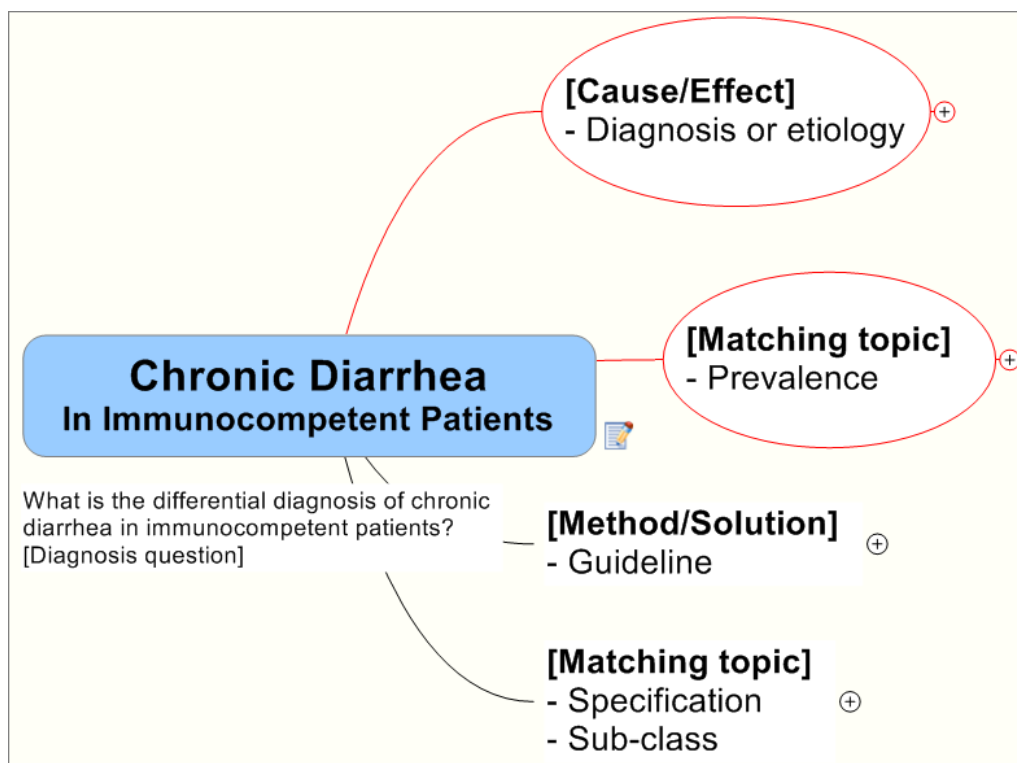 [Cause/Effect]
- Diagnosis or etiology
[Matching topic]
- Prevalence
Chronic Diarrhea
In Immunocompetent Patients
What is the differential diagnosis of chronic
diarrhea in immunocompetent patients?
[Diagnosis question]
[Method/Solution]
- Guideline
[Matching topic]
- Specification
- Sub-class